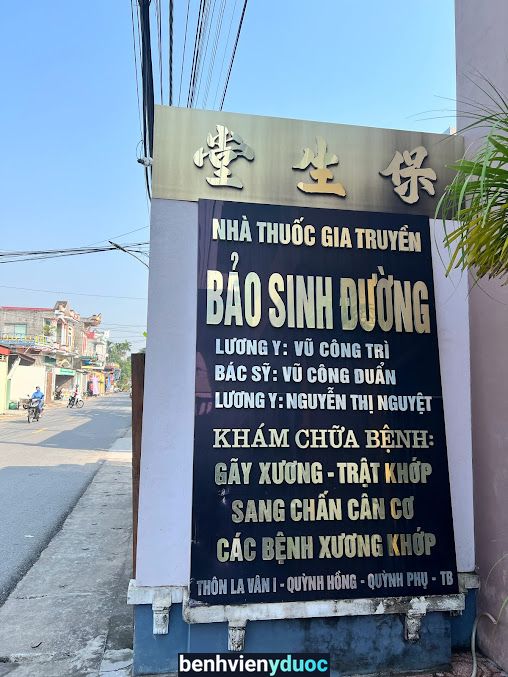 堂生保
NHÀ THUỐC GIA TRUYỀN
BẢO SINH ĐƯỜNG
LƯƠNG Y: VŨ CÔNG TRÌ
BÁC SỸ: VŨ CÔNG DUẨN
LƯƠNG Y: NGUYỄN THỊ NGUYỆT
KHÁM CHỮA BỆNH:
GÃY XƯƠNG - TRẬT KHỚP
SANG CHẤN CÂN CƠ
CÁC BỆNH XƯƠNG KHỚP
THÔN LA VÂN I - QUỲNH HỒNG - QUỲNH PHỤ - TB
benhvienyduoc